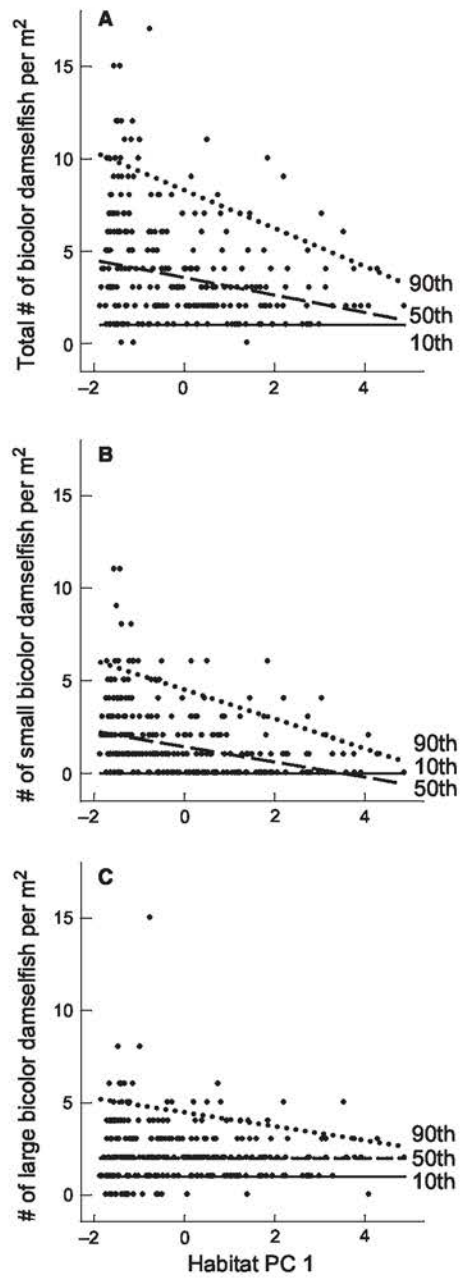 A
Total # of bicolor damselfish per m²
15
10
5
0
90th
50th
10th
−2 0 2 4
B
# of small bicolor damselfish per m²
15
10
5
0
90th
10th
50th
−2 0 2 4
C
# of large bicolor damselfish per m²
15
10
5
0
90th
50th
10th
−2 0 2 4
Habitat PC 1